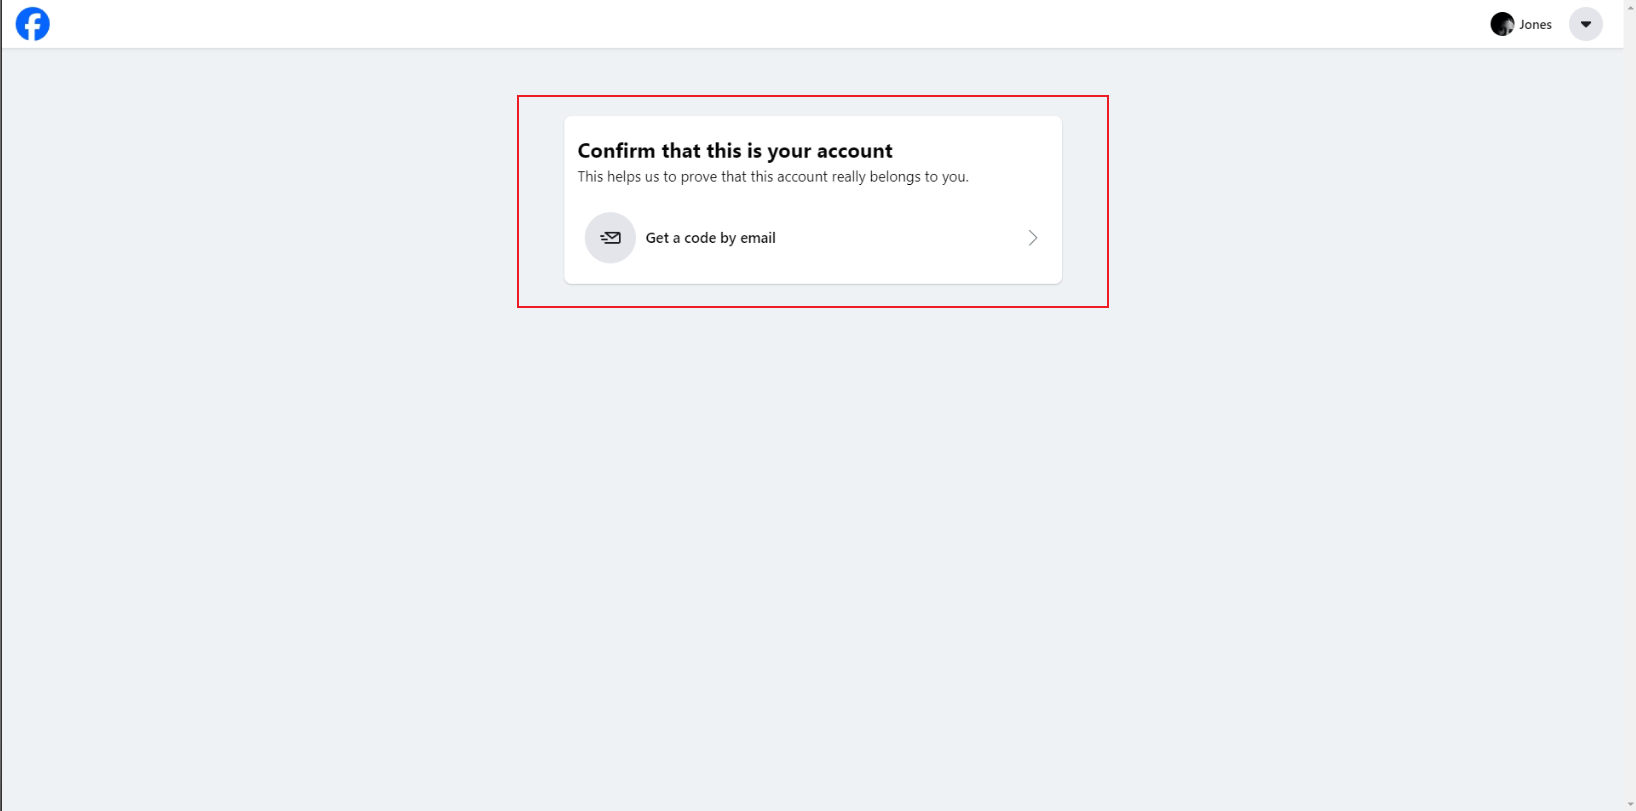 Jones
Confirm that this is your account
This helps us to prove that this account really belongs to you.
Get a code by email